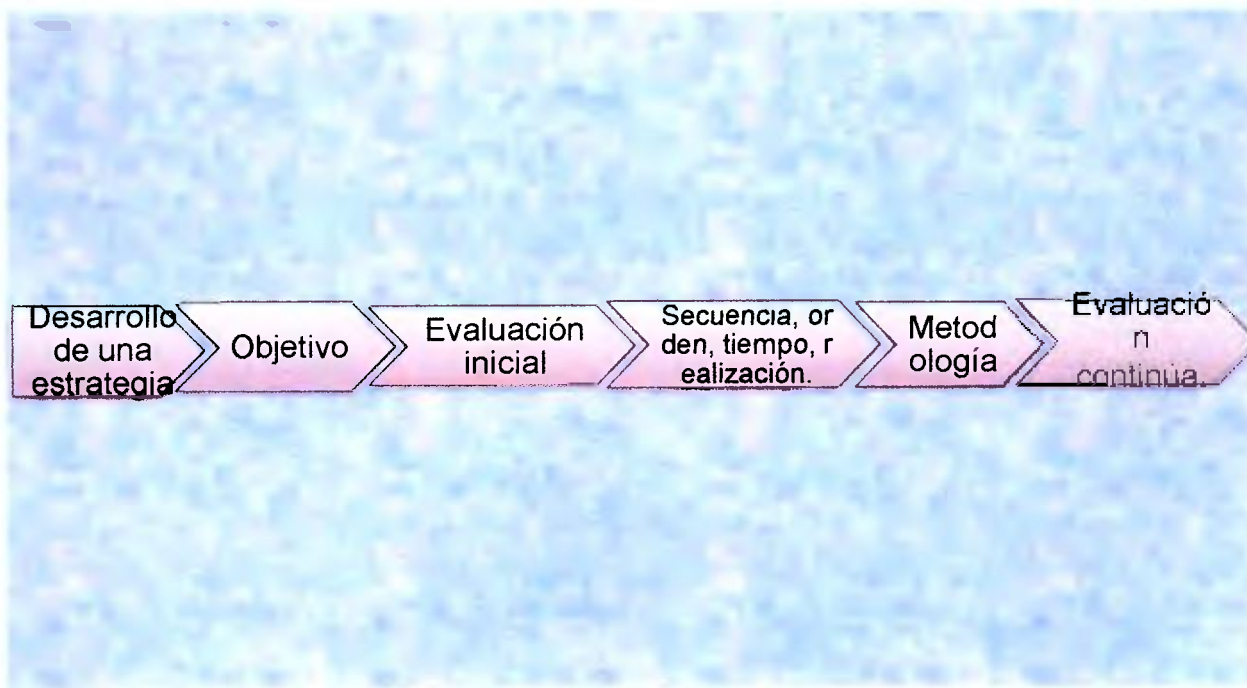 Desarrollo
de una
estrategia
Objetivo
Evaluación
inicial
Secuencia, or
den, tiempo, r
ealización.
Metod
ología
Evaluació
n
continua.